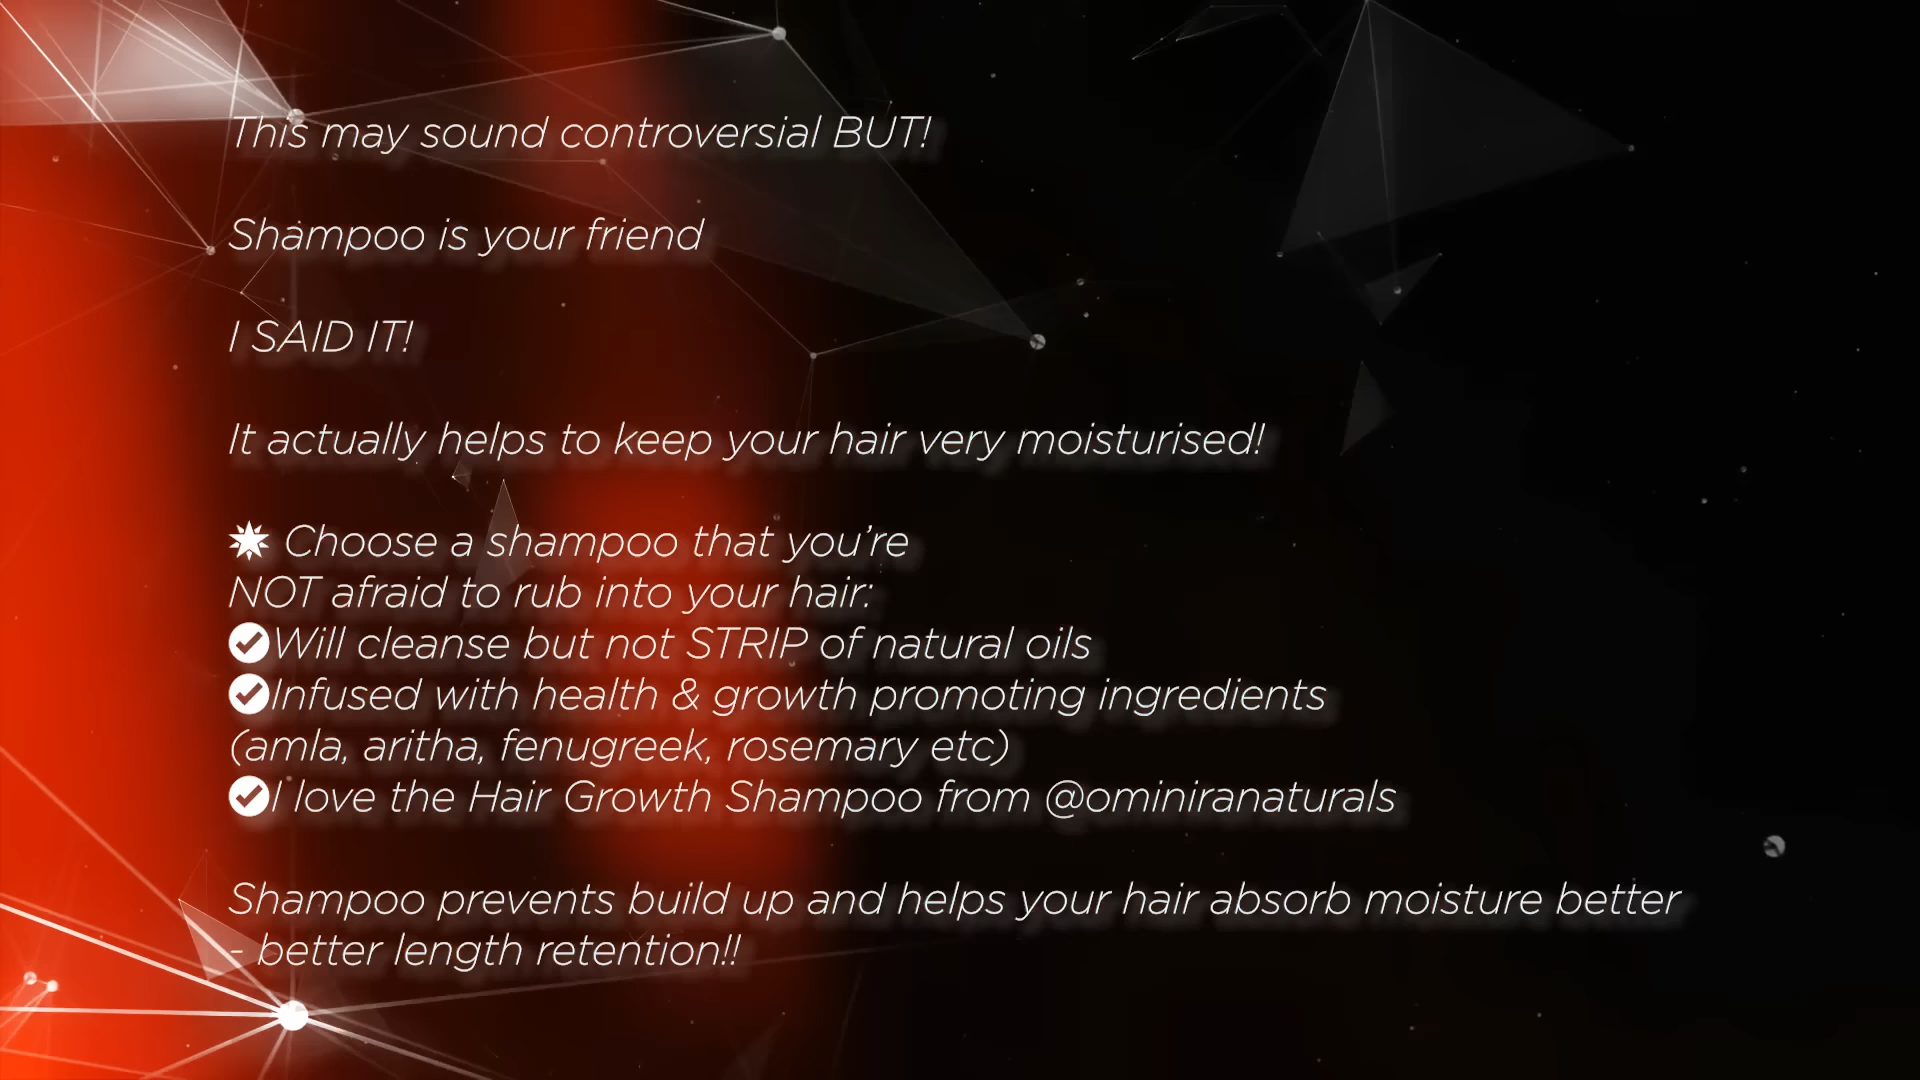 This may sound controversial BUT!
Shampoo is your friend
I SAID IT!
It actually helps to keep your hair very moisturised!
✷ Choose a shampoo that you’re
NOT afraid to rub into your hair:
✔Will cleanse but not STRIP of natural oils
✔Infused with health & growth promoting ingredients
(amla, aritha, fenugreek, rosemary etc)
✔I love the Hair Growth Shampoo from @ominiranaturals
Shampoo prevents build up and helps your hair absorb moisture better
- better length retention!!